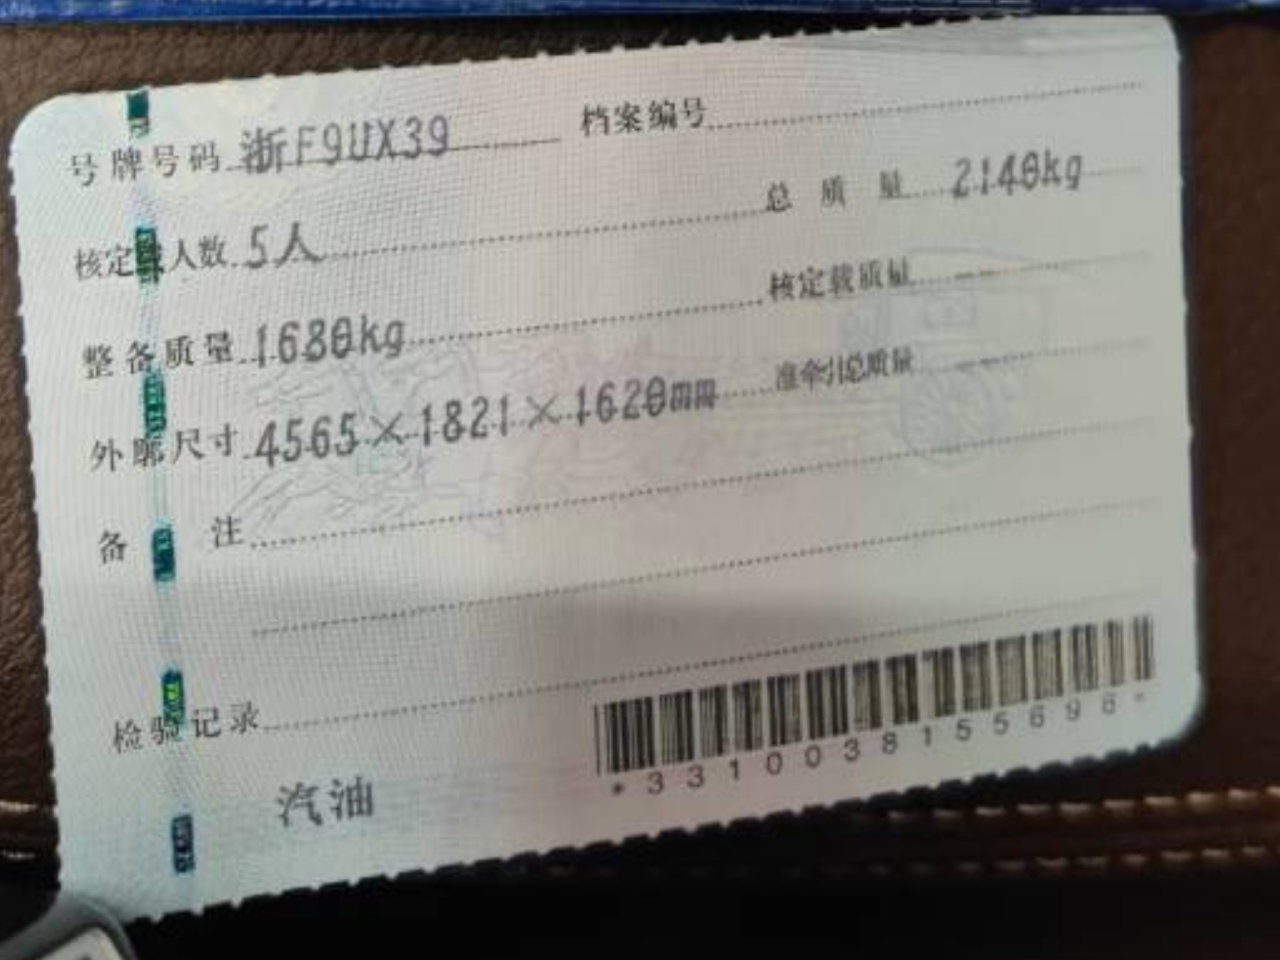 号牌号码 浙F9UX39 档案编号
核定载人数 5人 总质量 2140kg
整备质量 1680kg 核定载质量 --
外廓尺寸 4565×1821×1620mm 准牵引总质量 --
备注
检验记录
汽油
*3310038155698*